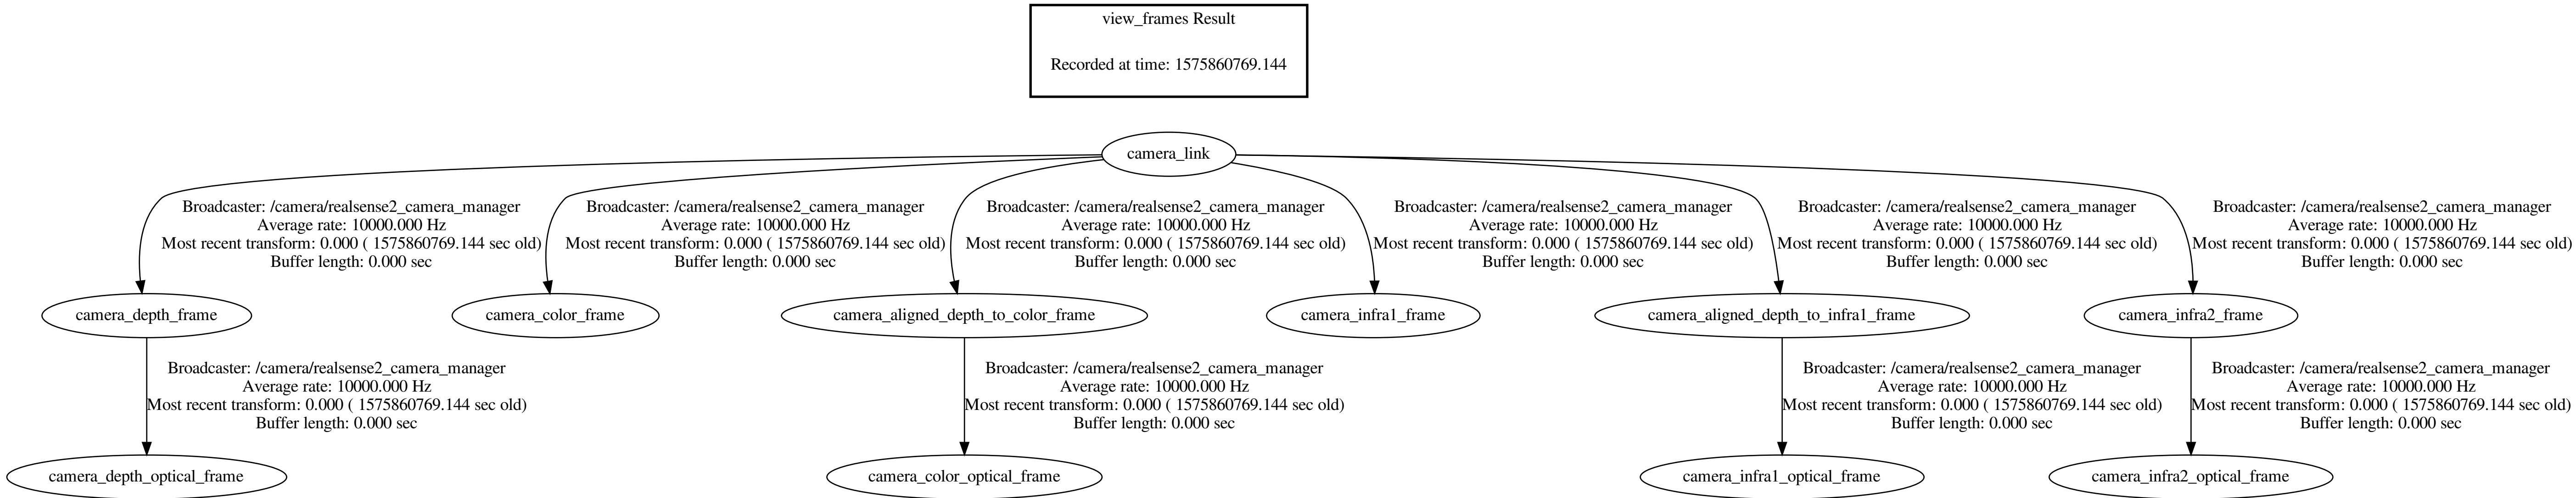 view_frames Result
Recorded at time: 1575860769.144
camera_link
Broadcaster: /camera/realsense2_camera_manager
Average rate: 10000.000 Hz
Most recent transform: 0.000 ( 1575860769.144 sec old)
Buffer length: 0.000 sec
Broadcaster: /camera/realsense2_camera_manager
Average rate: 10000.000 Hz
Most recent transform: 0.000 ( 1575860769.144 sec old)
Buffer length: 0.000 sec
Broadcaster: /camera/realsense2_camera_manager
Average rate: 10000.000 Hz
Most recent transform: 0.000 ( 1575860769.144 sec old)
Buffer length: 0.000 sec
Broadcaster: /camera/realsense2_camera_manager
Average rate: 10000.000 Hz
Most recent transform: 0.000 ( 1575860769.144 sec old)
Buffer length: 0.000 sec
Broadcaster: /camera/realsense2_camera_manager
Average rate: 10000.000 Hz
Most recent transform: 0.000 ( 1575860769.144 sec old)
Buffer length: 0.000 sec
Broadcaster: /camera/realsense2_camera_manager
Average rate: 10000.000 Hz
Most recent transform: 0.000 ( 1575860769.144 sec old)
Buffer length: 0.000 sec
camera_depth_frame
camera_color_frame
camera_aligned_depth_to_color_frame
camera_infra1_frame
camera_aligned_depth_to_infra1_frame
camera_infra2_frame
Broadcaster: /camera/realsense2_camera_manager
Average rate: 10000.000 Hz
Most recent transform: 0.000 ( 1575860769.144 sec old)
Buffer length: 0.000 sec
Broadcaster: /camera/realsense2_camera_manager
Average rate: 10000.000 Hz
Most recent transform: 0.000 ( 1575860769.144 sec old)
Buffer length: 0.000 sec
Broadcaster: /camera/realsense2_camera_manager
Average rate: 10000.000 Hz
Most recent transform: 0.000 ( 1575860769.144 sec old)
Buffer length: 0.000 sec
Broadcaster: /camera/realsense2_camera_manager
Average rate: 10000.000 Hz
Most recent transform: 0.000 ( 1575860769.144 sec old)
Buffer length: 0.000 sec
camera_depth_optical_frame
camera_color_optical_frame
camera_infra1_optical_frame
camera_infra2_optical_frame